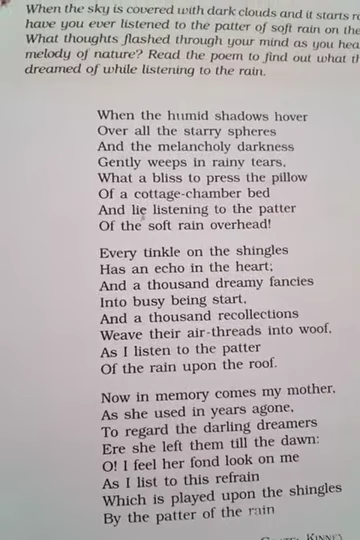 When the sky is covered with dark clouds and it starts
have you ever listened to the patter of soft rain on the
What thoughts flashed through your mind as you
melody of nature? Read the poem to find out what
dreamed of while listening to the rain.
When the humid shadows hover
Over all the starry spheres
And the melancholy darkness
Gently weeps in rainy tears,
What a bliss to press the pillow
Of a cottage-chamber bed
And lie listening to the patter
Of the soft rain overhead!
Every tinkle on the shingles
Has an echo in the heart;
And a thousand dreamy fancies
Into busy being start,
And a thousand recollections
Weave their air-threads into woof,
As I listen to the patter
Of the rain upon the roof.
Now in memory comes my mother,
As she used in years agone,
To regard the darling dreamers
Ere she left them till the dawn:
O! I feel her fond look on me
As I list to this refrain
Which is played upon the shingles
By the patter of the rain
KINNEY